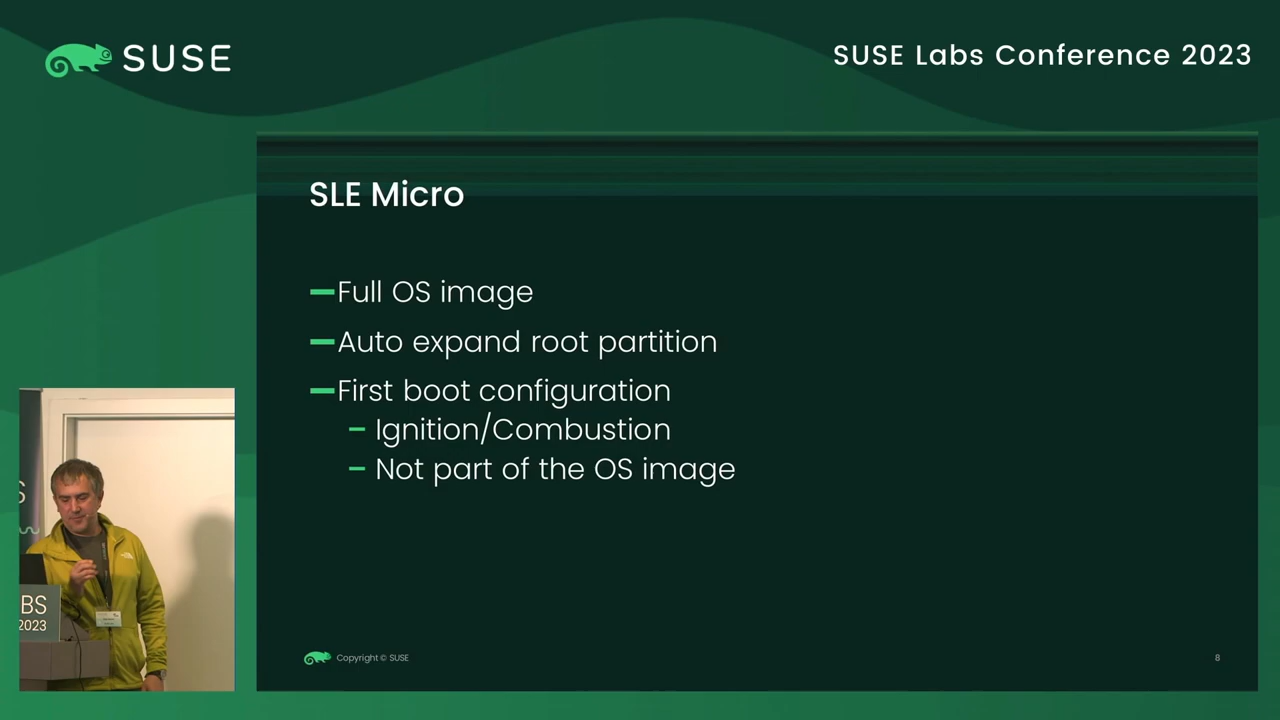 SUSE
SUSE Labs Conference 2023
SLE Micro
Full OS image
Auto expand root partition
First boot configuration
Ignition/Combustion
Not part of the OS image
S
BS
2023
Copyright © SUSE
8